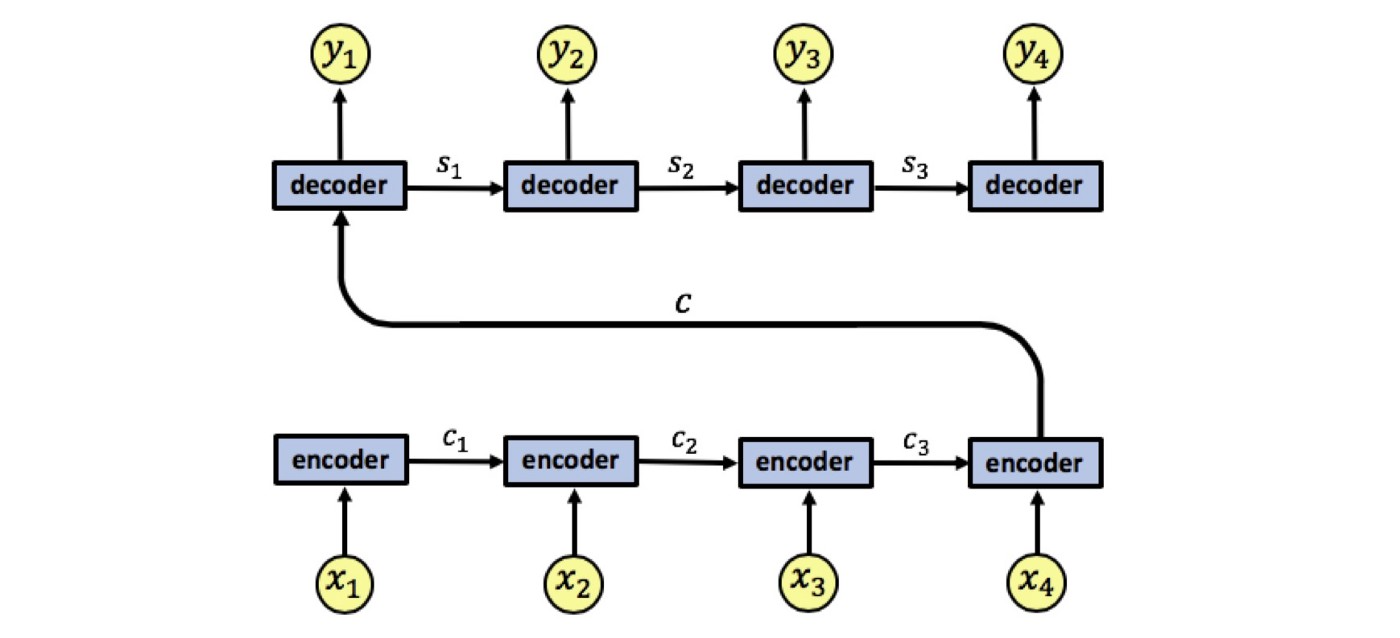 y₁ y₂ y₃ y₄
s₁ s₂ s₃
decoder decoder decoder decoder
c
c₁ c₂ c₃
encoder encoder encoder encoder
x₁ x₂ x₃ x₄